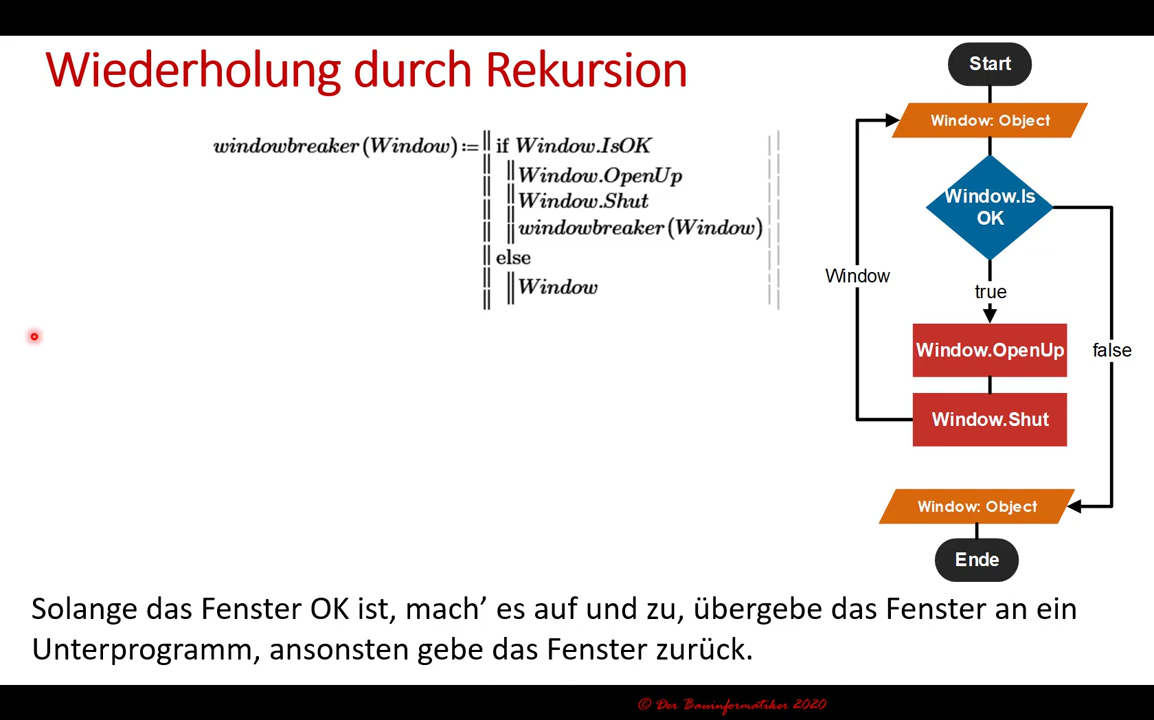 Wiederholung durch Rekursion
windowbreaker(Window):=
if Window.IsOK
Window.OpenUp
Window.Shut
windowbreaker(Window)
else
Window
Start
Window: Object
Window.Is
OK
Window
true
false
Window.OpenUp
Window.Shut
Window: Object
Ende
Solange das Fenster OK ist, mach’ es auf und zu, übergebe das Fenster an ein
Unterprogramm, ansonsten gebe das Fenster zurück.
© Der Bauinformatiker 2020